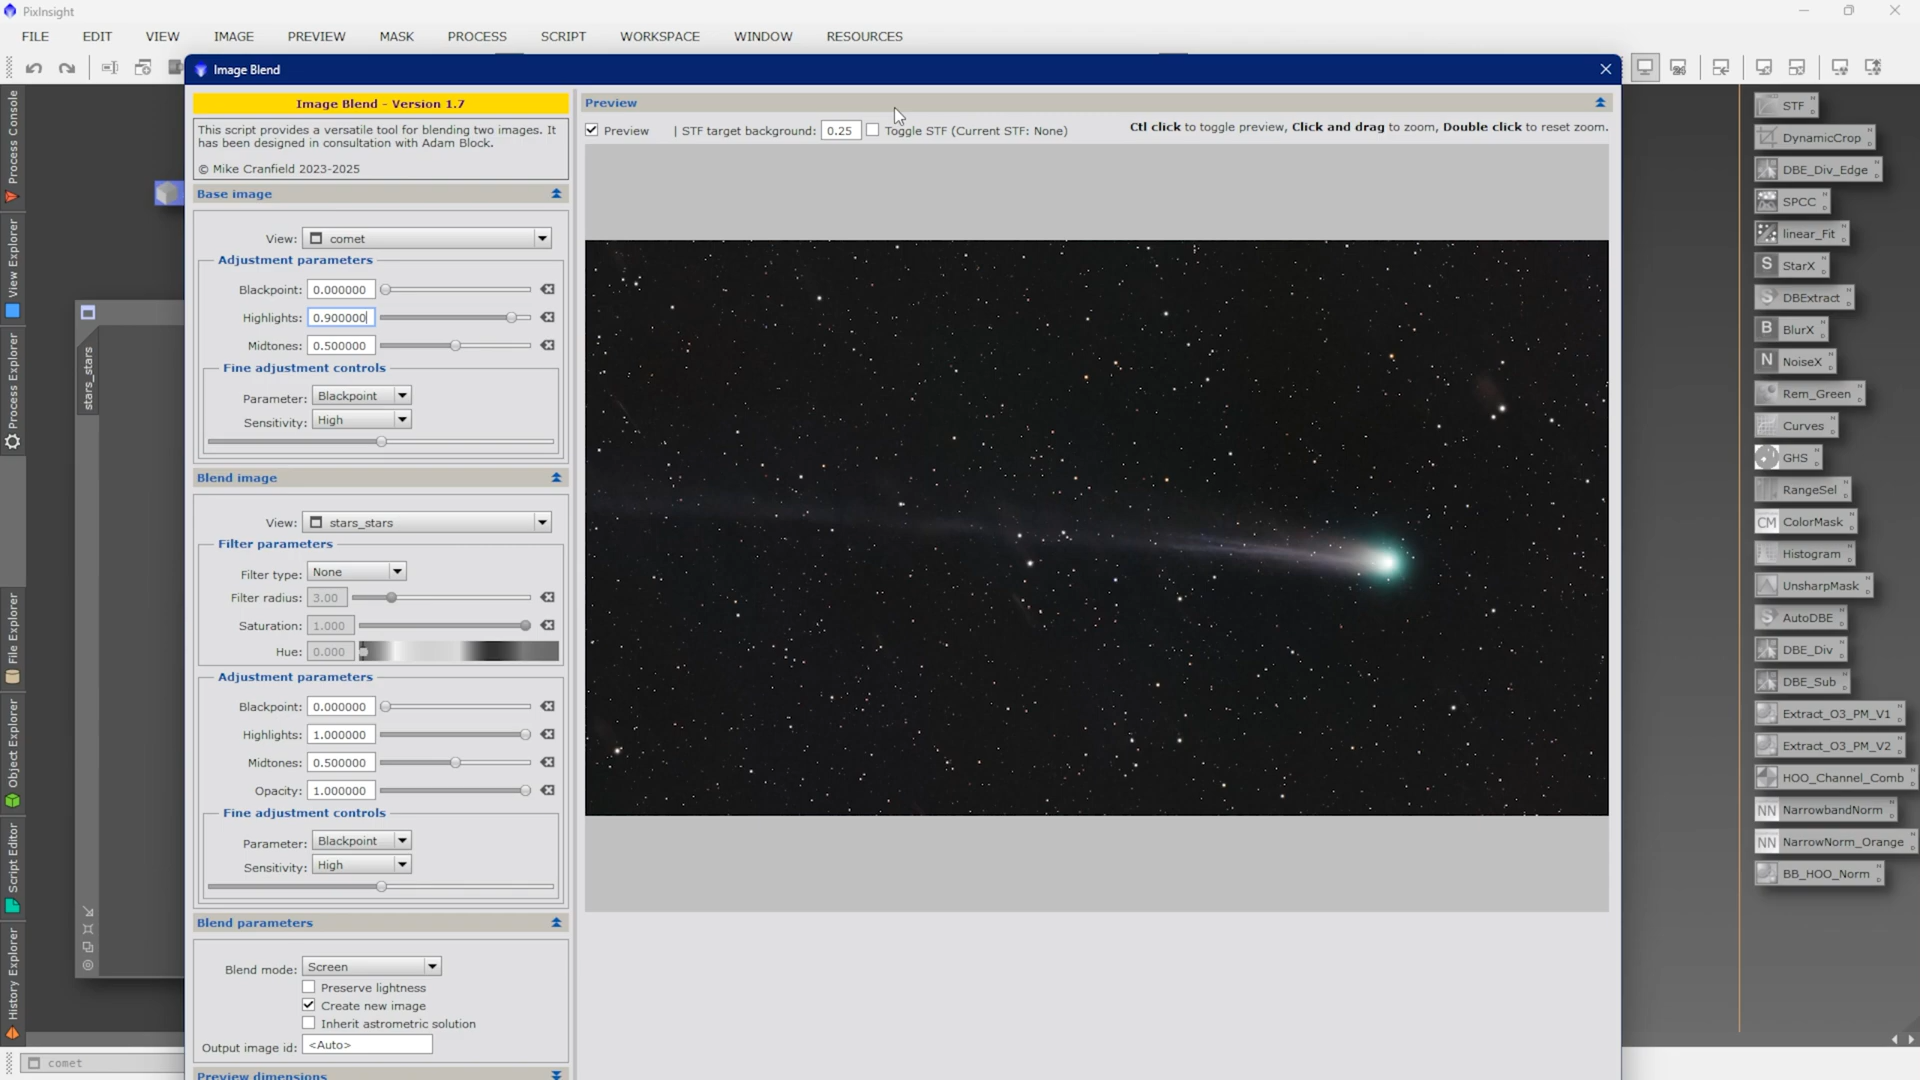 PixInsight
FILE EDIT VIEW IMAGE PREVIEW MASK PROCESS SCRIPT WORKSPACE WINDOW RESOURCES
Image Blend
Image Blend - Version 1.7
This script provides a versatile tool for blending two images. It
has been designed in consultation with Adam Block.
© Mike Cranfield 2023-2025
Base image
View: comet
Adjustment parameters
Blackpoint: 0.000000
Highlights: 0.900000
Midtones: 0.500000
Fine adjustment controls
Parameter: Blackpoint
Sensitivity: High
Blend image
View: stars_stars
Filter parameters
Filter type: None
Filter radius: 3.00
Saturation: 1.000
Hue: 0.000
Adjustment parameters
Blackpoint: 0.000000
Highlights: 1.000000
Midtones: 0.500000
Opacity: 1.000000
Fine adjustment controls
Parameter: Blackpoint
Sensitivity: High
Blend parameters
Blend mode: Screen
Preserve lightness
Create new image
Inherit astrometric solution
Output image id: <Auto>
Preview dimensions
Preview
Preview | STF target background: 0.25 Toggle STF (Current STF: None)
Ctl click to toggle preview, Click and drag to zoom, Double click to reset zoom.
Process Console
View Explorer
Process Explorer
File Explorer
Object Explorer
Script Editor
History Explorer
stars_stars
comet
STF
DynamicCrop
DBE_Div_Edge
SPCC
linear_Fit
S StarX
S DBExtract
B BlurX
N NoiseX
Rem_Green
Curves
GHS
RangeSel
CM ColorMask
Histogram
UnsharpMask
S AutoDBE
DBE_Div
DBE_Sub
Extract_O3_PM_V1
Extract_O3_PM_V2
HOO_Channel_Comb
NN NarrowbandNorm
NN NarrowNorm_Orange
BB_HOO_Norm